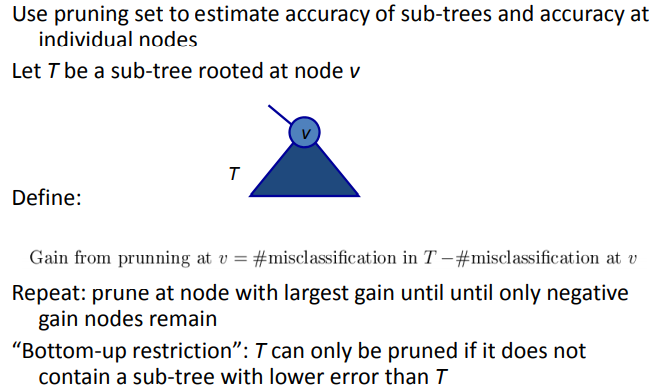 Use pruning set to estimate accuracy of sub-trees and accuracy at
individual nodes
Let T be a sub-tree rooted at node v
v
T
Define:
Gain from prunning at v = #misclassification in T −#misclassification at v
Repeat: prune at node with largest gain until until only negative
gain nodes remain
“Bottom-up restriction”: T can only be pruned if it does not
contain a sub-tree with lower error than T